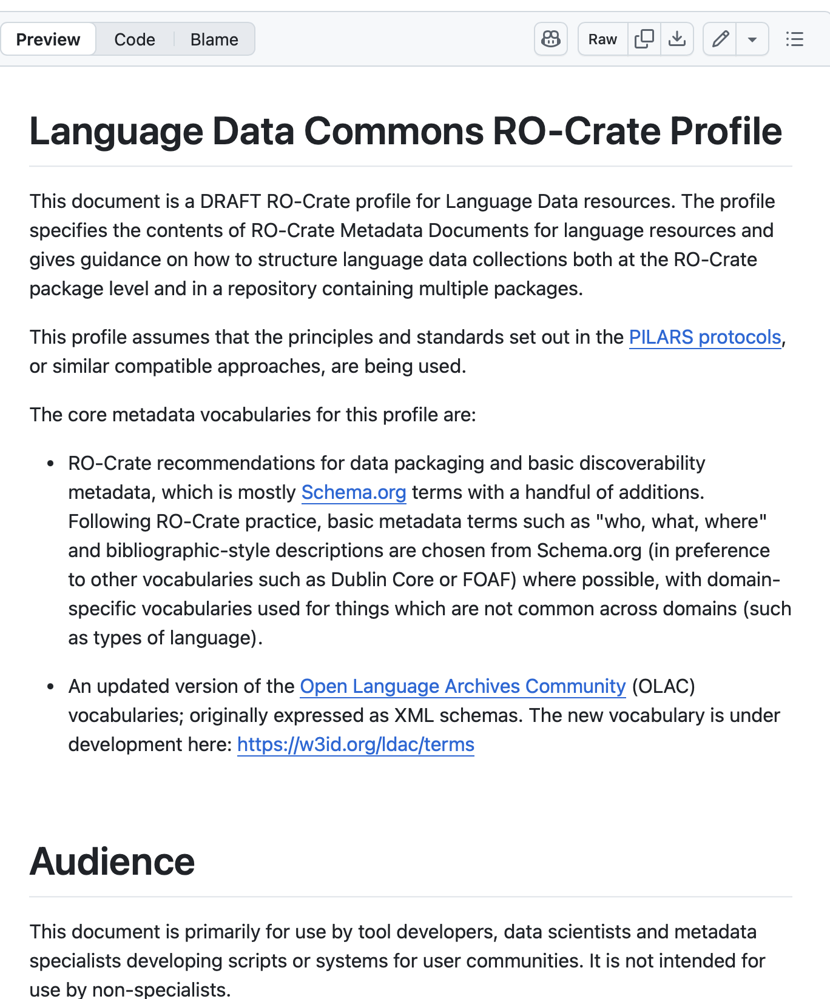 Preview Code Blame Raw
Language Data Commons RO-Crate Profile
This document is a DRAFT RO-Crate profile for Language Data resources. The profile
specifies the contents of RO-Crate Metadata Documents for language resources and
gives guidance on how to structure language data collections both at the RO-Crate
package level and in a repository containing multiple packages.
This profile assumes that the principles and standards set out in the PILARS protocols,
or similar compatible approaches, are being used.
The core metadata vocabularies for this profile are:
• RO-Crate recommendations for data packaging and basic discoverability
metadata, which is mostly Schema.org terms with a handful of additions.
Following RO-Crate practice, basic metadata terms such as "who, what, where"
and bibliographic-style descriptions are chosen from Schema.org (in preference
to other vocabularies such as Dublin Core or FOAF) where possible, with domain-
specific vocabularies used for things which are not common across domains (such
as types of language).
• An updated version of the Open Language Archives Community (OLAC)
vocabularies; originally expressed as XML schemas. The new vocabulary is under
development here: https://w3id.org/ldac/terms
Audience
This document is primarily for use by tool developers, data scientists and metadata
specialists developing scripts or systems for user communities. It is not intended for
use by non-specialists.